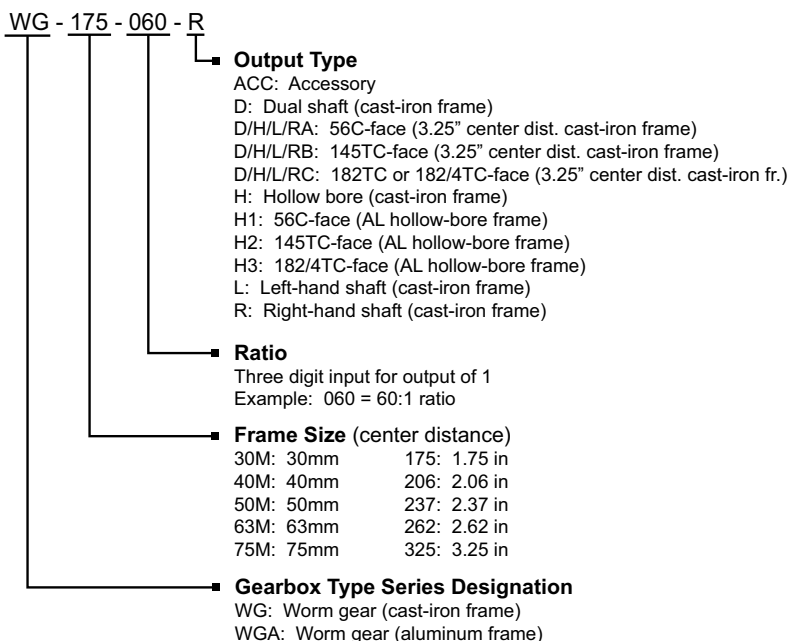 WG - 175 - 060 - R
Output Type
ACC: Accessory
D: Dual shaft (cast-iron frame)
D/H/L/RA: 56C-face (3.25” center dist. cast-iron frame)
D/H/L/RB: 145TC-face (3.25” center dist. cast-iron frame)
D/H/L/RC: 182TC or 182/4TC-face (3.25” center dist. cast-iron fr.)
H: Hollow bore (cast-iron frame)
H1: 56C-face (AL hollow-bore frame)
H2: 145TC-face (AL hollow-bore frame)
H3: 182/4TC-face (AL hollow-bore frame)
L: Left-hand shaft (cast-iron frame)
R: Right-hand shaft (cast-iron frame)
Ratio
Three digit input for output of 1
Example: 060 = 60:1 ratio
Frame Size (center distance)
30M: 30mm 175: 1.75 in
40M: 40mm 206: 2.06 in
50M: 50mm 237: 2.37 in
63M: 63mm 262: 2.62 in
75M: 75mm 325: 3.25 in
Gearbox Type Series Designation
WG: Worm gear (cast-iron frame)
WGA: Worm gear (aluminum frame)